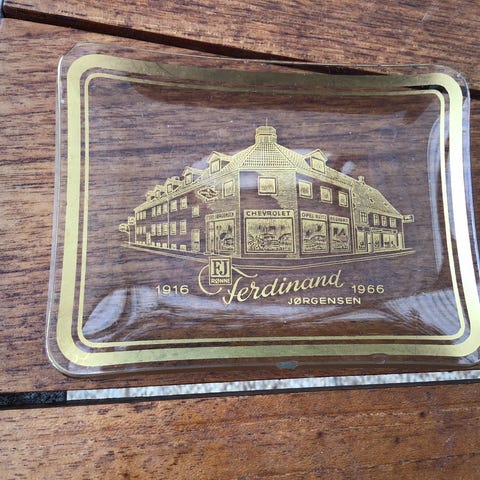 CHEVROLET
OPEL
FJ
RØNNE
1916 Ferdinand 1966
JØRGENSEN